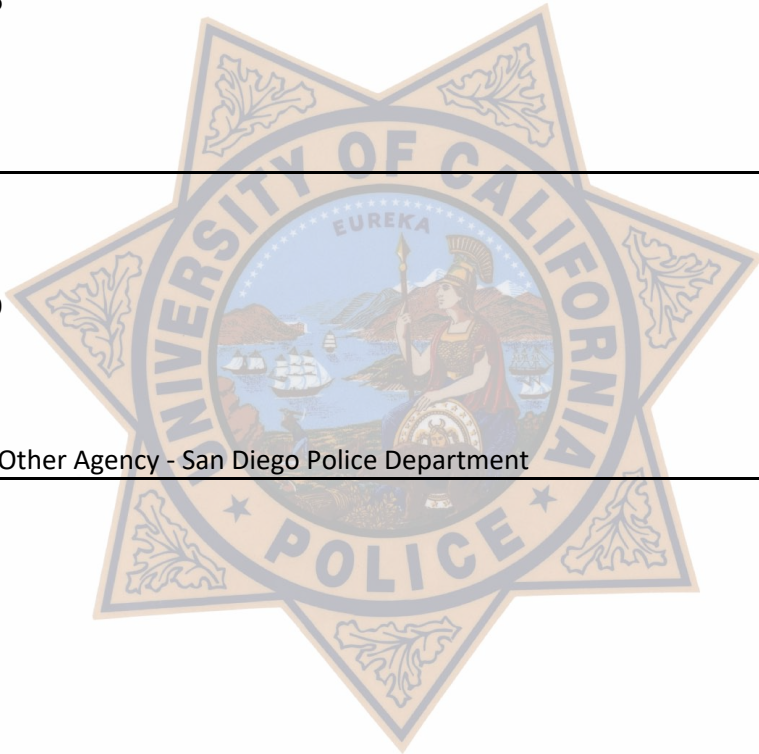 UNIVERSITY OF CALIFORNIA
EUREKA
Other Agency - San Diego Police Department
POLICE